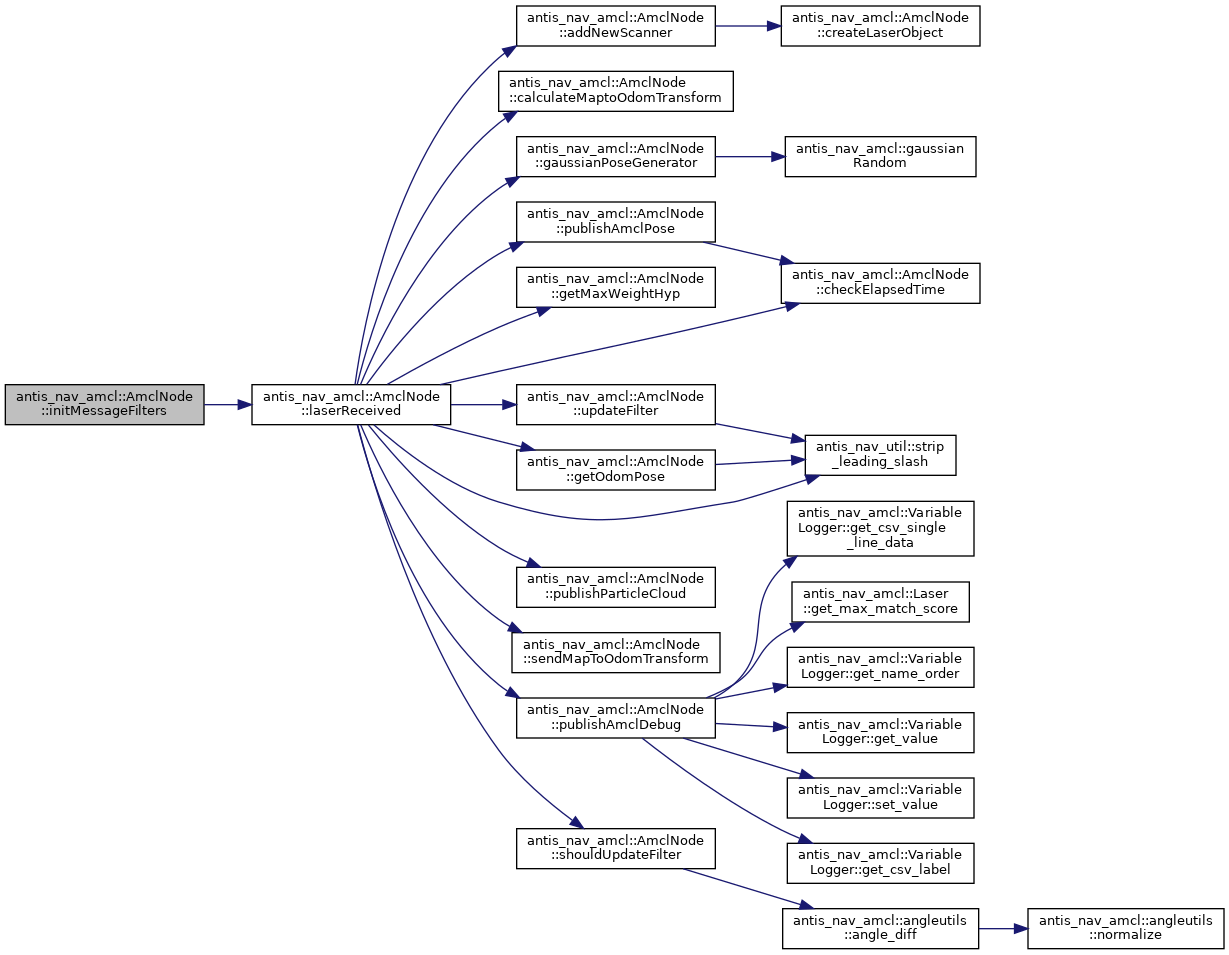 antis_nav_amcl::AmclNode
::initMessageFilters
antis_nav_amcl::AmclNode
::laserReceived
antis_nav_amcl::AmclNode
::addNewScanner
antis_nav_amcl::AmclNode
::createLaserObject
antis_nav_amcl::AmclNode
::calculateMaptoOdomTransform
antis_nav_amcl::AmclNode
::gaussianPoseGenerator
antis_nav_amcl::gaussian
Random
antis_nav_amcl::AmclNode
::publishAmclPose
antis_nav_amcl::AmclNode
::checkElapsedTime
antis_nav_amcl::AmclNode
::getMaxWeightHyp
antis_nav_amcl::AmclNode
::updateFilter
antis_nav_util::strip
_leading_slash
antis_nav_amcl::AmclNode
::getOdomPose
antis_nav_amcl::AmclNode
::publishParticleCloud
antis_nav_amcl::AmclNode
::sendMapToOdomTransform
antis_nav_amcl::AmclNode
::publishAmclDebug
antis_nav_amcl::Variable
Logger::get_csv_single
_line_data
antis_nav_amcl::Laser
::get_max_match_score
antis_nav_amcl::Variable
Logger::get_name_order
antis_nav_amcl::Variable
Logger::get_value
antis_nav_amcl::Variable
Logger::set_value
antis_nav_amcl::Variable
Logger::get_csv_label
antis_nav_amcl::AmclNode
::shouldUpdateFilter
antis_nav_amcl::angleutils
::angle_diff
antis_nav_amcl::angleutils
::normalize